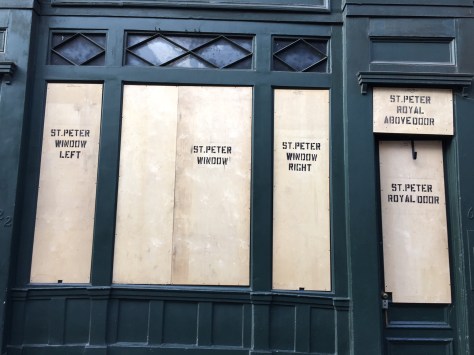 ST.PETER
WINDOW
LEFT
ST.PETER
WINDOW
ST.PETER
WINDOW
RIGHT
ST.PETER
ROYAL
ABOVE DOOR
ST.PETER
ROYAL DOOR